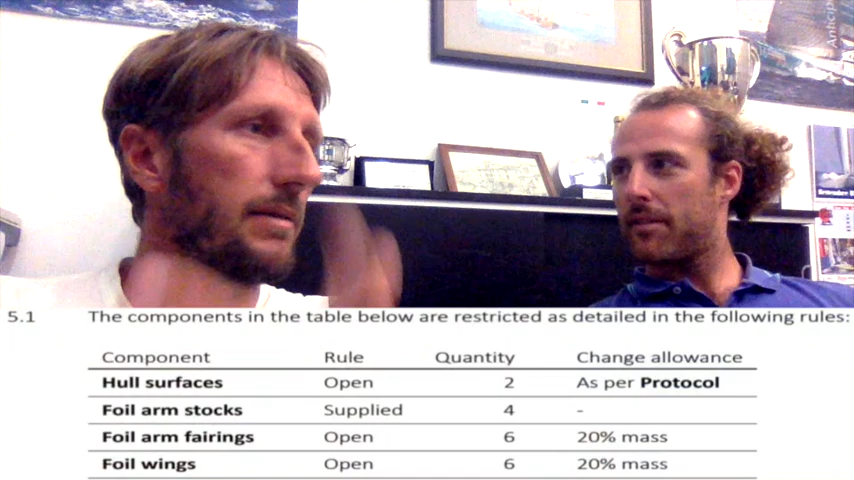 Anticip
5.1 The components in the table below are restricted as detailed in the following rules:
Component Rule Quantity Change allowance
Hull surfaces Open 2 As per Protocol
Foil arm stocks Supplied 4 -
Foil arm fairings Open 6 20% mass
Foil wings Open 6 20% mass